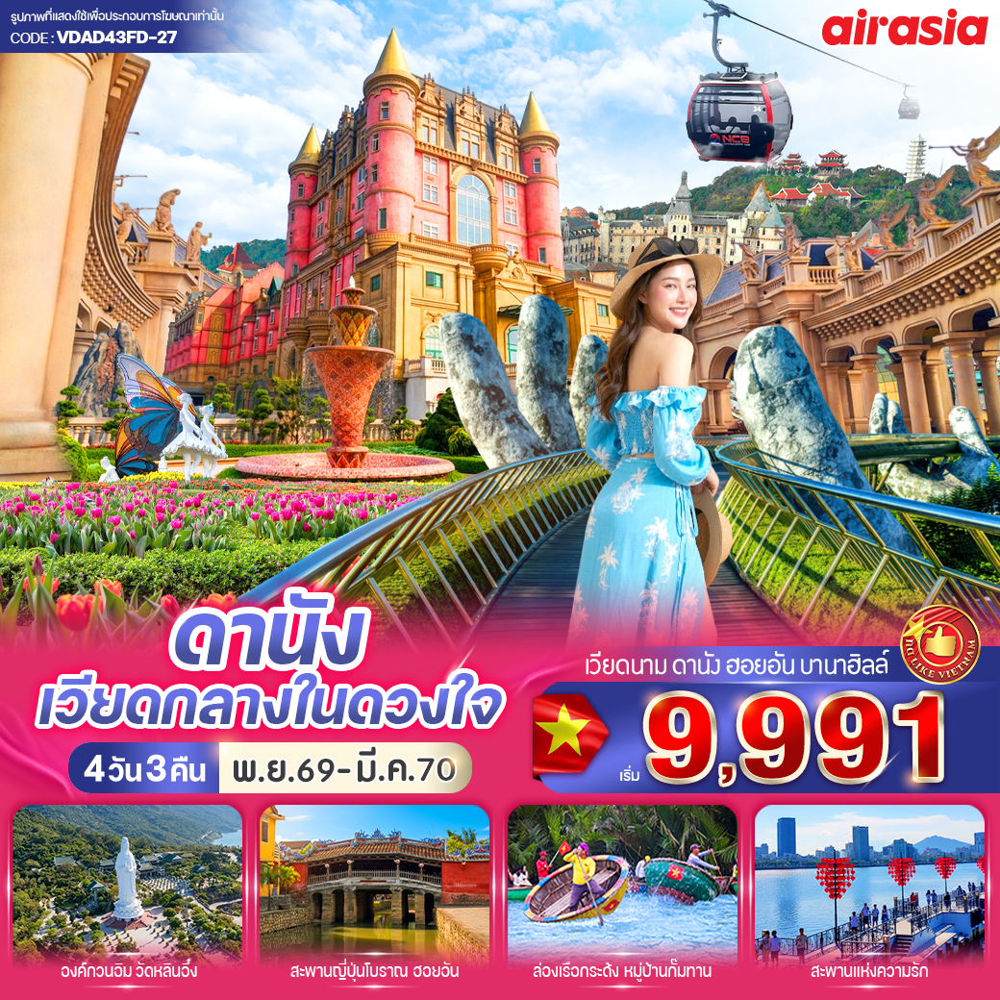 รูปภาพที่แสดงใช้เพื่อประกอบการโฆษณาเท่านั้น
CODE : VDAD43FD-27
airasia
NCB
ดานัง
เวียดกลางในดวงใจ
4 วัน 3 คืน พ.ย.69-มี.ค.70
เวียดนาม ดานัง ฮอยอัน บานาฮิลล์
กด LIKE VIETNAM
เริ่ม 9,991
องค์กวนอิม วัดหลินอึ๋ง
สะพานญี่ปุ่นโบราณ ฮอยอัน
ล่องเรือกระด้ง หมู่บ้านกั๊มทาน
สะพานแห่งความรัก